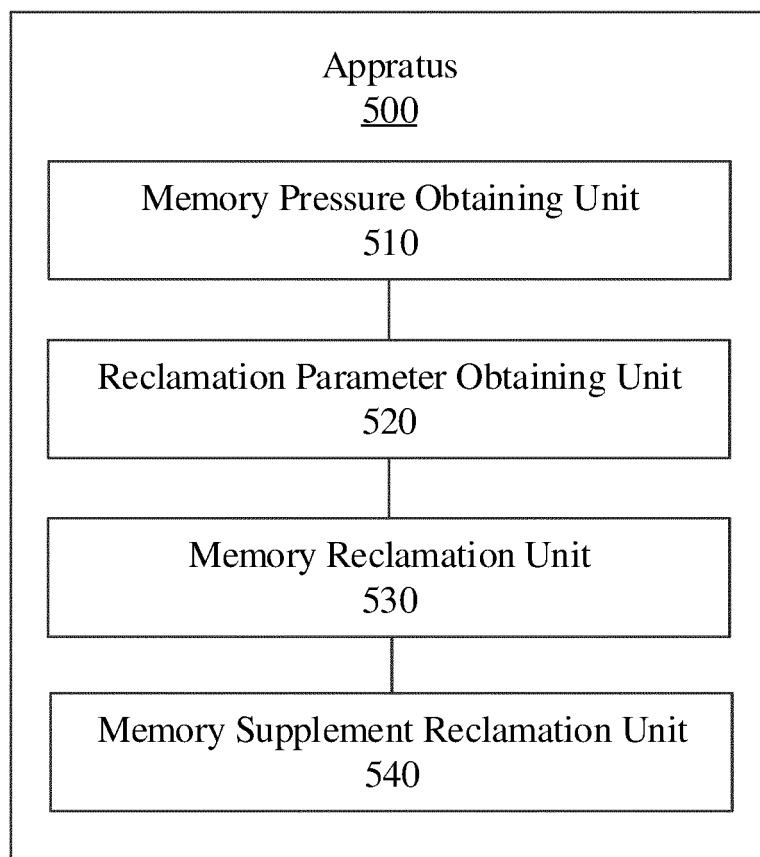 Appratus
500
Memory Pressure Obtaining Unit
510
Reclamation Parameter Obtaining Unit
520
Memory Reclamation Unit
530
Memory Supplement Reclamation Unit
540